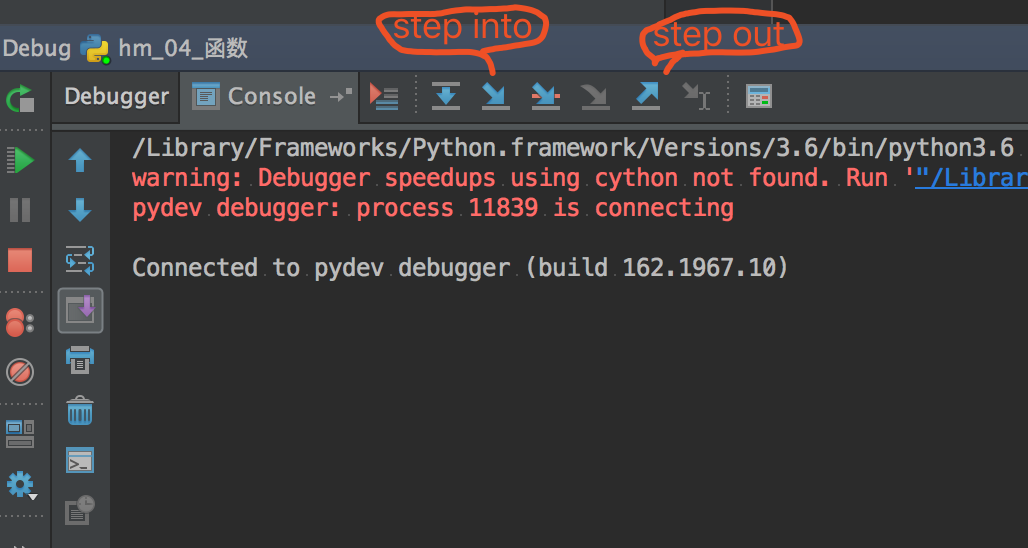 step into
step out
Debug hm_04_函数
Debugger Console
/Library/Frameworks/Python.framework/Versions/3.6/bin/python3.6
warning: Debugger speedups using cython not found. Run '"/Librar
pydev debugger: process 11839 is connecting
Connected to pydev debugger (build 162.1967.10)